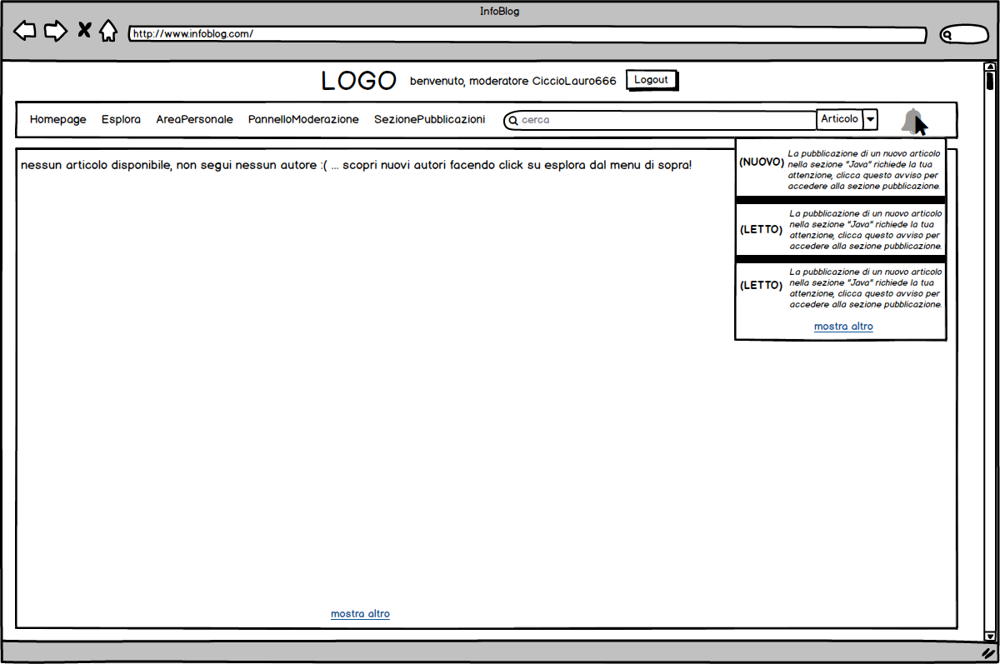 InfoBlog
http://www.infoblog.com/
LOGO benvenuto, moderatore CiccioLauro666 Logout
Homepage Esplora AreaPersonale PannelloModerazione SezionePubblicazioni cerca Articolo
nessun articolo disponibile, non segui nessun autore :( ... scopri nuovi autori facendo click su esplora dal menu di sopra!
(NUOVO)
La pubblicazione di un nuovo articolo
nella sezione "Java" richiede la tua
attenzione, clicca questo avviso per
accedere alla sezione pubblicazione.
(LETTO)
La pubblicazione di un nuovo articolo
nella sezione "Java" richiede la tua
attenzione, clicca questo avviso per
accedere alla sezione pubblicazione.
(LETTO)
La pubblicazione di un nuovo articolo
nella sezione "Java" richiede la tua
attenzione, clicca questo avviso per
accedere alla sezione pubblicazione.
mostra altro
mostra altro